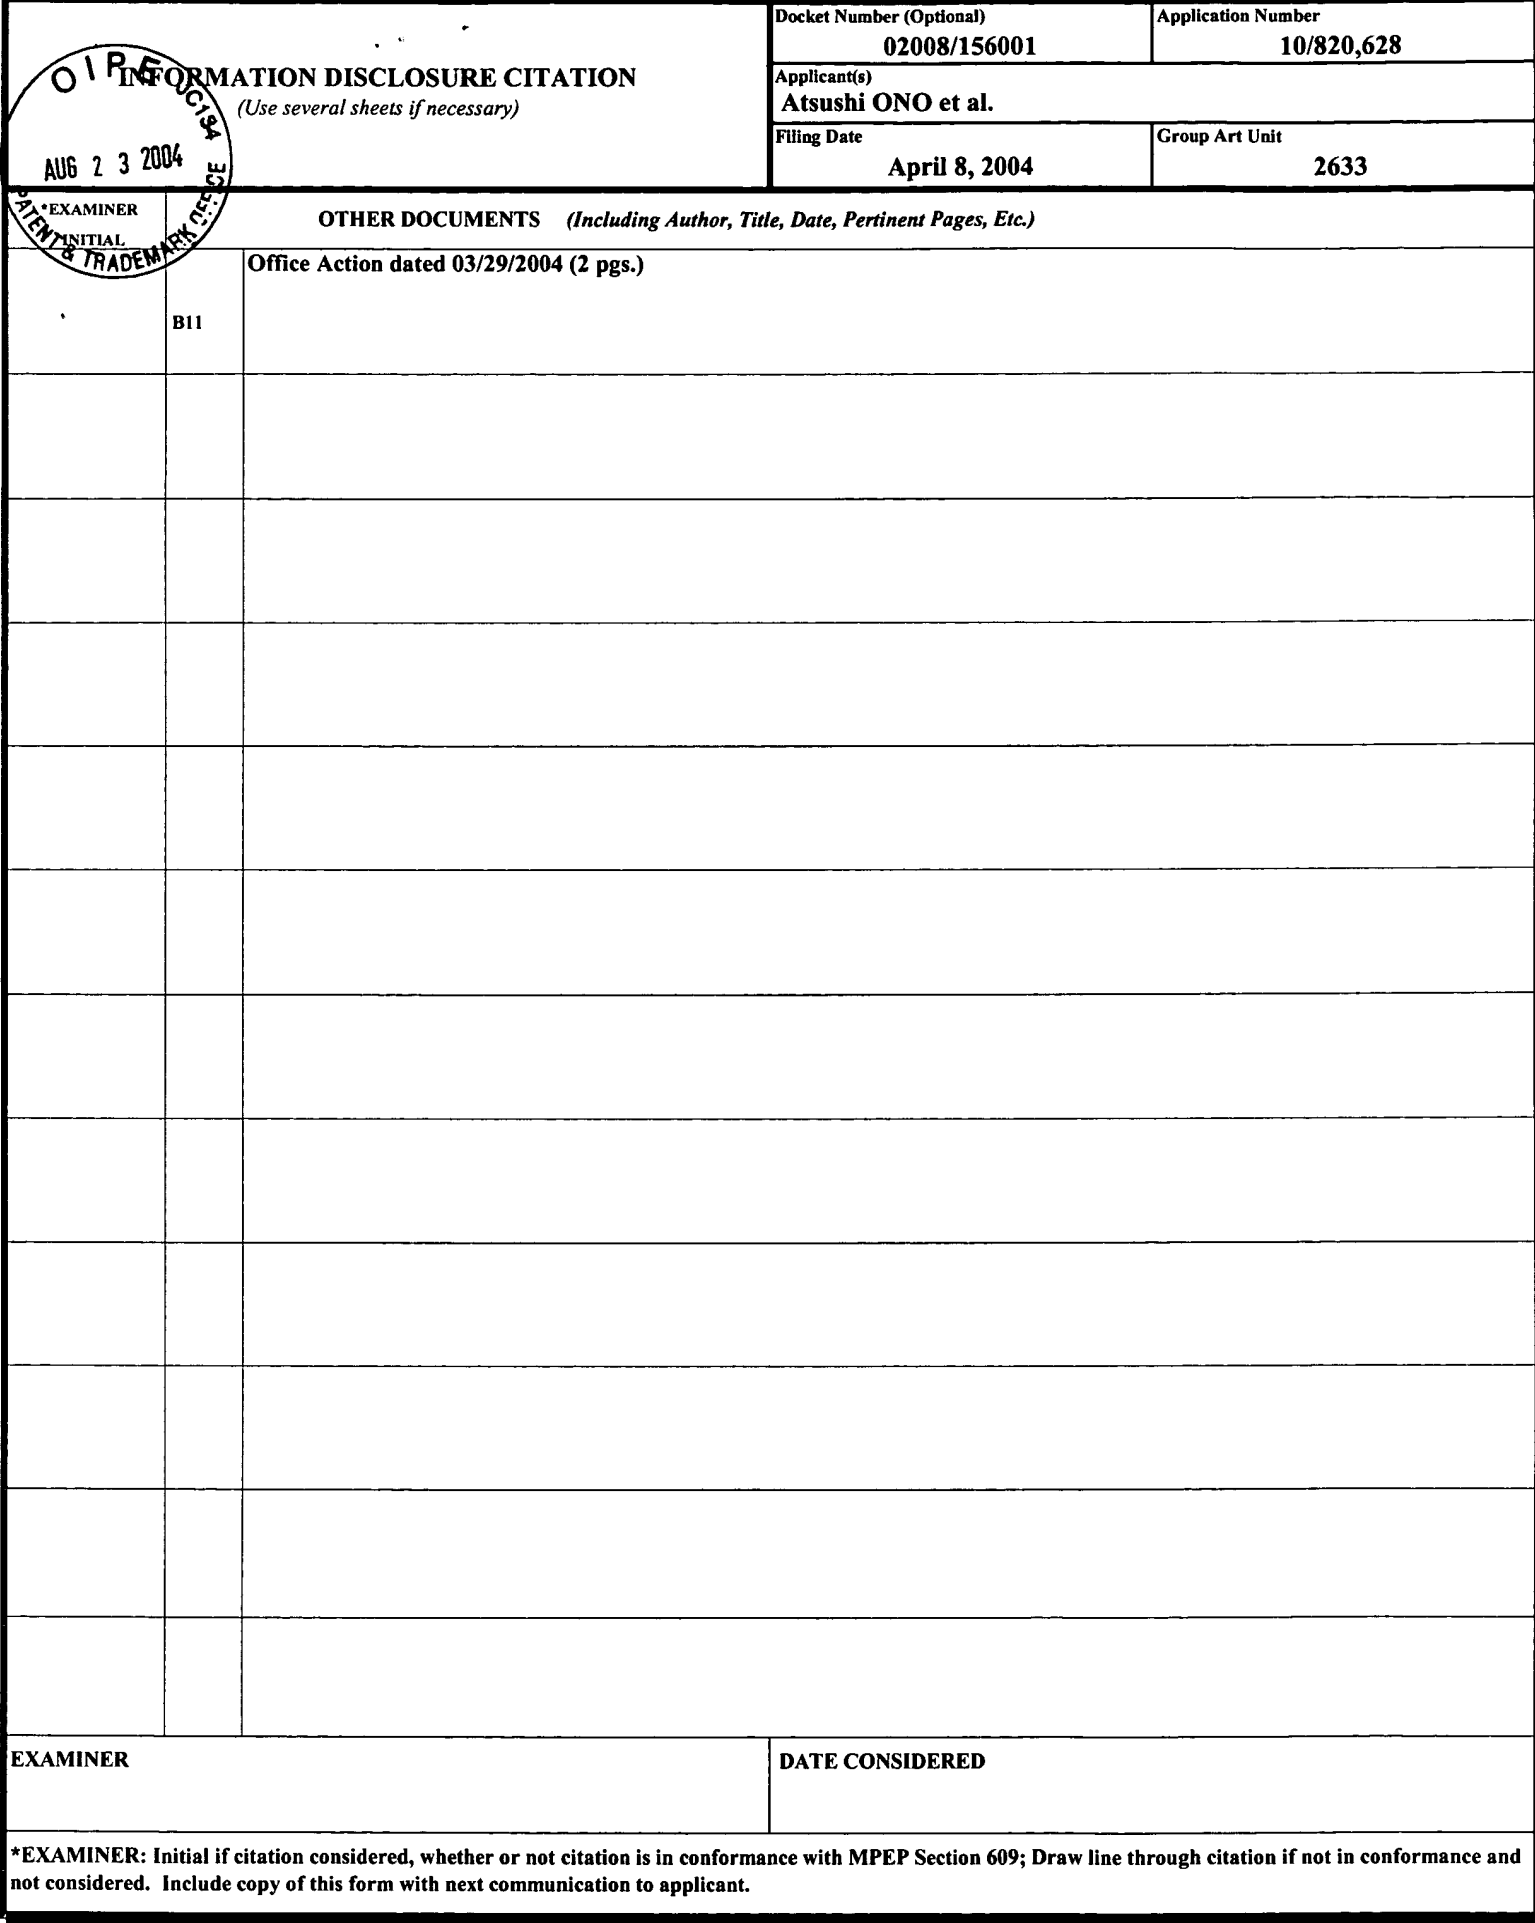 Docket Number (Optional)
02008/156001
Application Number
10/820,628
INFORMATION DISCLOSURE CITATION
(Use several sheets if necessary)
Applicant(s)
Atsushi ONO et al.
Filing Date
April 8, 2004
Group Art Unit
2633
OIPE JC194
AUG 2 3 2004
PATENT & TRADEMARK OFFICE
*EXAMINER
INITIAL
OTHER DOCUMENTS (Including Author, Title, Date, Pertinent Pages, Etc.)
Office Action dated 03/29/2004 (2 pgs.)
B11
EXAMINER
DATE CONSIDERED
*EXAMINER: Initial if citation considered, whether or not citation is in conformance with MPEP Section 609; Draw line through citation if not in conformance and
not considered. Include copy of this form with next communication to applicant.